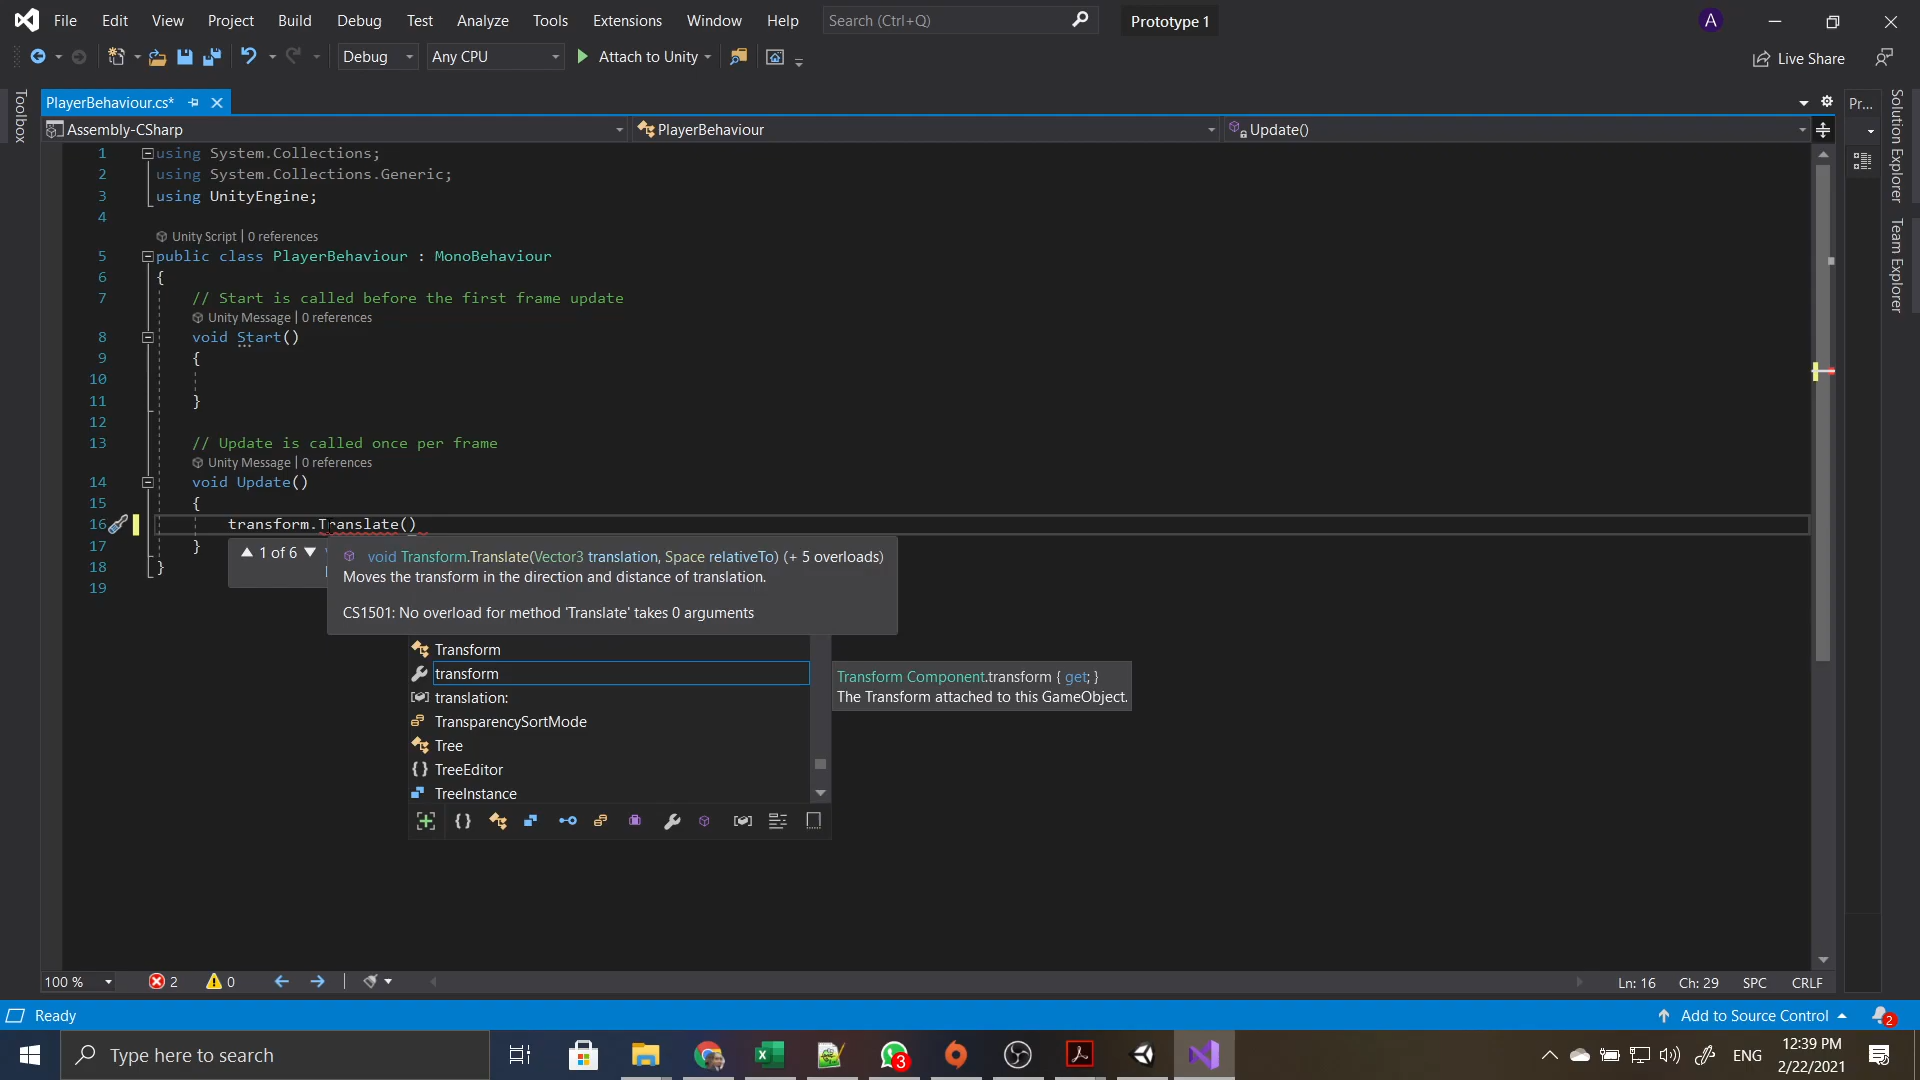 File Edit View Project Build Debug Test Analyze Tools Extensions Window Help Search (Ctrl+Q) Prototype 1 A
Debug Any CPU Attach to Unity Live Share
Toolbox
PlayerBehaviour.cs*
Pr...
Assembly-CSharp PlayerBehaviour Update()
Solution Explorer
Team Explorer
1 using System.Collections;
2 using System.Collections.Generic;
3 using UnityEngine;
4
Unity Script | 0 references
5 public class PlayerBehaviour : MonoBehaviour
6 {
7 // Start is called before the first frame update
Unity Message | 0 references
8 void Start()
9 {
10
11 }
12
13 // Update is called once per frame
Unity Message | 0 references
14 void Update()
15 {
16 transform.Translate()
17 }
18 }
19
1 of 6
void Transform.Translate(Vector3 translation, Space relativeTo) (+ 5 overloads)
Moves the transform in the direction and distance of translation.
CS1501: No overload for method 'Translate' takes 0 arguments
Transform
transform
translation:
TransparencySortMode
Tree
TreeEditor
TreeInstance
Transform Component.transform { get; }
The Transform attached to this GameObject.
100 % 2 0 Ln: 16 Ch: 29 SPC CRLF
Ready Add to Source Control 2
Type here to search 3 ENG 12:39 PM
2/22/2021